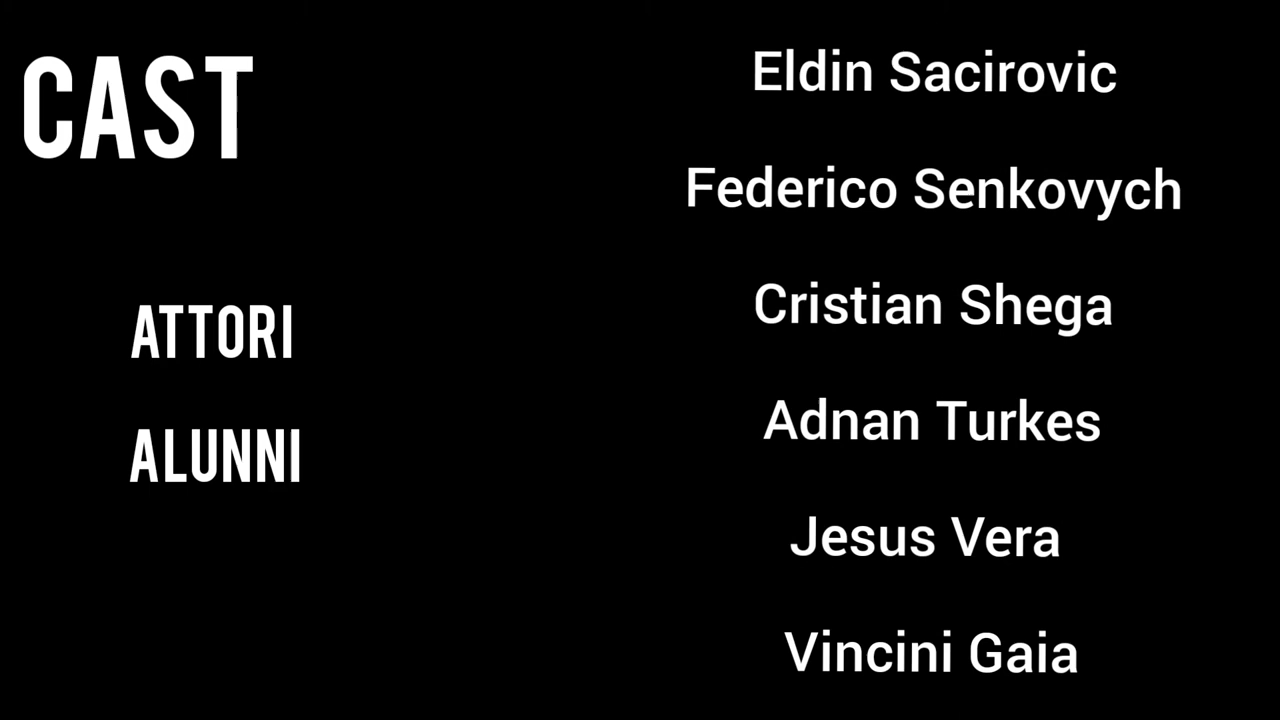 CAST
ATTORI
ALUNNI
Eldin Sacirovic
Federico Senkovych
Cristian Shega
Adnan Turkes
Jesus Vera
Vincini Gaia